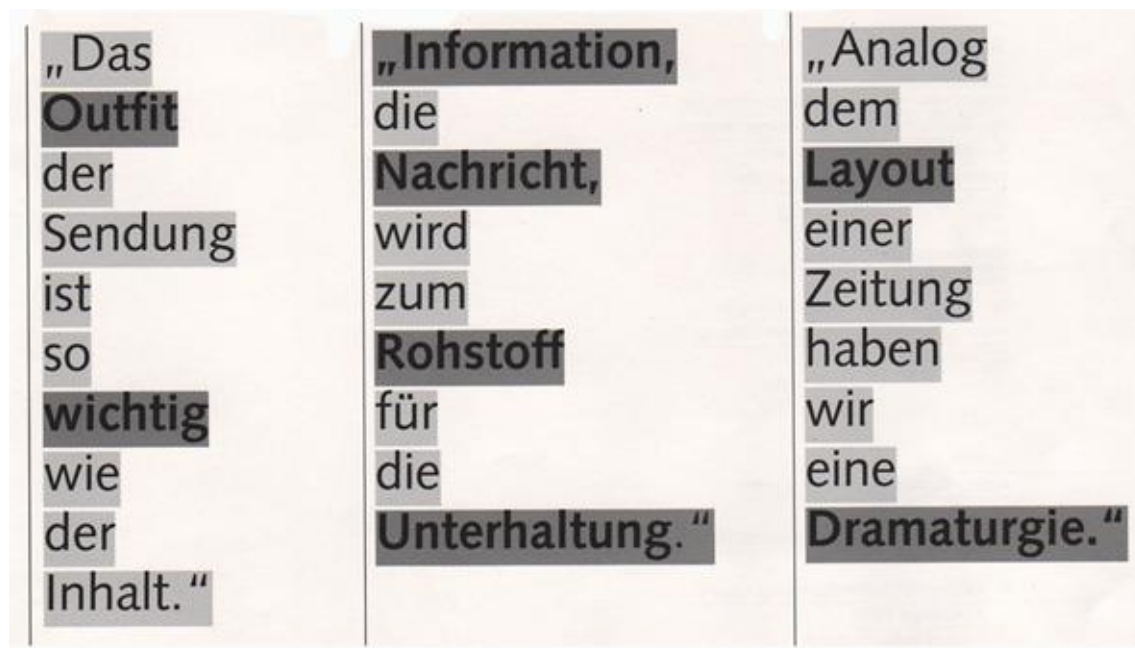 „Das
Outfit
der
Sendung
ist
so
wichtig
wie
der
Inhalt.“
„Information,
die
Nachricht,
wird
zum
Rohstoff
für
die
Unterhaltung.“
„Analog
dem
Layout
einer
Zeitung
haben
wir
eine
Dramaturgie.“